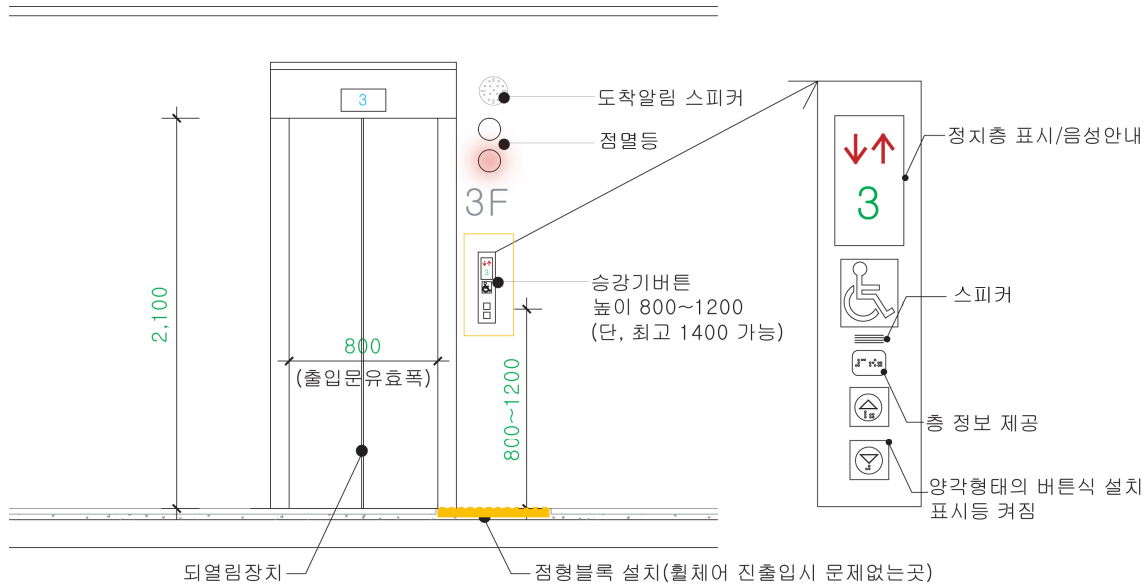 3
도착알림 스피커
점멸등
3F
3
승강기버튼
높이 800~1200
(단, 최고 1400 가능)
2,100
800
(출입문유효폭)
800~1200
되열림장치
점형블록 설치(휠체어 진출입시 문제없는곳)
정지층 표시/음성안내
3
스피커
층 정보 제공
양각형태의 버튼식 설치
표시등 켜짐